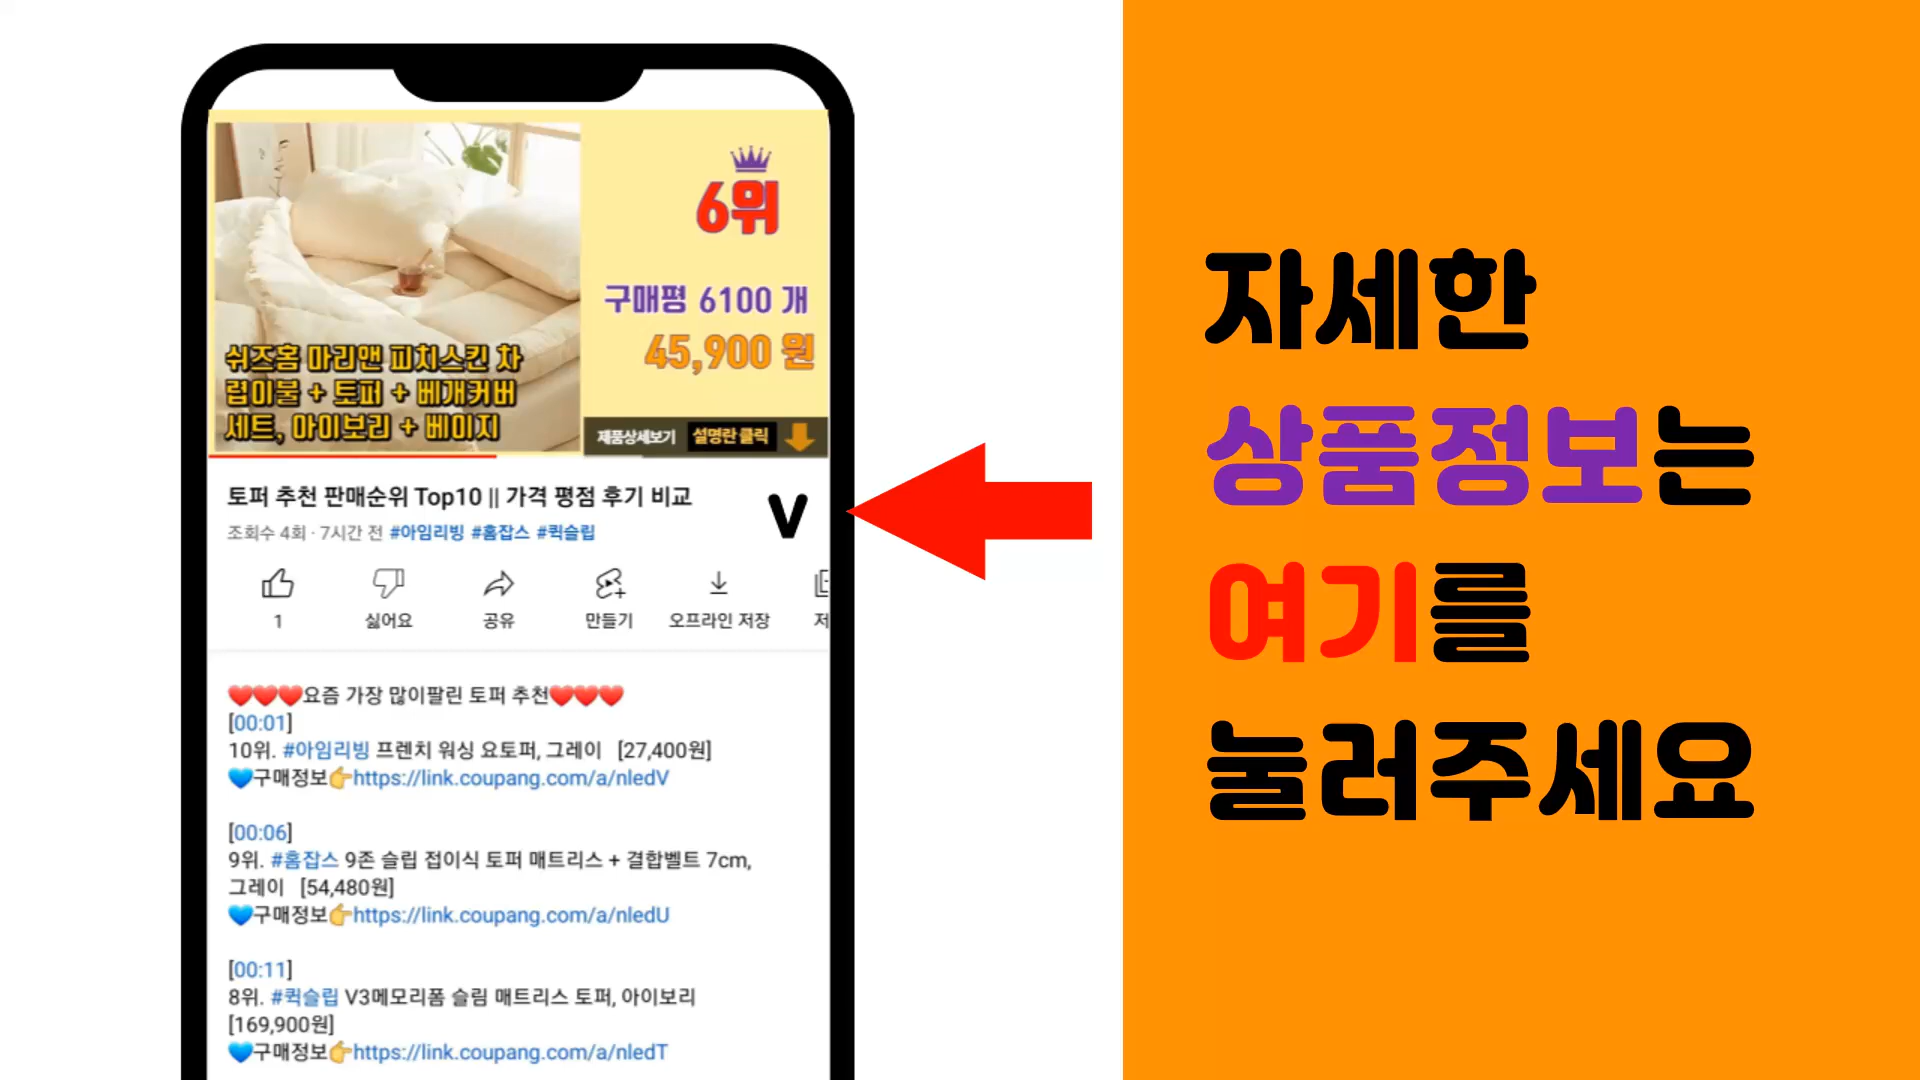 6위
구매평 6100 개
45,900 원
쉬즈홈 마리앤 피치스킨 차
렵이불 + 토퍼 + 베개커버
세트, 아이보리 + 베이지
제품상세보기 설명란 클릭
토퍼 추천 판매순위 Top10 || 가격 평점 후기 비교
V
조회수 4회 · 7시간 전 #아임리빙 #홈잡스 #퀵슬립
1 싫어요 공유 만들기 오프라인 저장 저
❤️❤️❤️요즘 가장 많이팔린 토퍼 추천❤️❤️❤️
[00:01]
10위. #아임리빙 프렌치 워싱 요토퍼, 그레이 [27,400원]
💙구매정보👉https://link.coupang.com/a/nledV
[00:06]
9위. #홈잡스 9존 슬립 접이식 토퍼 매트리스 + 결합벨트 7cm,
그레이 [54,480원]
💙구매정보👉https://link.coupang.com/a/nledU
[00:11]
8위. #퀵슬립 V3메모리폼 슬림 매트리스 토퍼, 아이보리
[169,900원]
💙구매정보👉https://link.coupang.com/a/nledT
자세한
상품정보는
여기를
눌러주세요